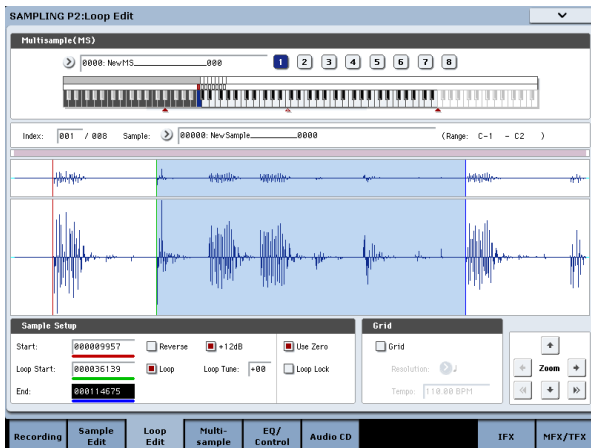 SAMPLING P2:Loop Edit
Multisample(MS)
0000: NewMS_______________000
1 2 3 4 5 6 7 8
Index: 001 / 008 Sample: 00000: NewSample__________0000 (Range: C-1 - C2 )
Sample Setup
Grid
Start: 000009957 Reverse +12dB Use Zero
Grid
Loop Start: 000036139 Loop Loop Tune: +00 Loop Lock
Resolution:
Zoom
End: 000114675
Tempo: 110.00 BPM
Recording
Sample Edit
Loop Edit
Multi-sample
EQ/Control
Audio CD
IFX
MFX/TFX